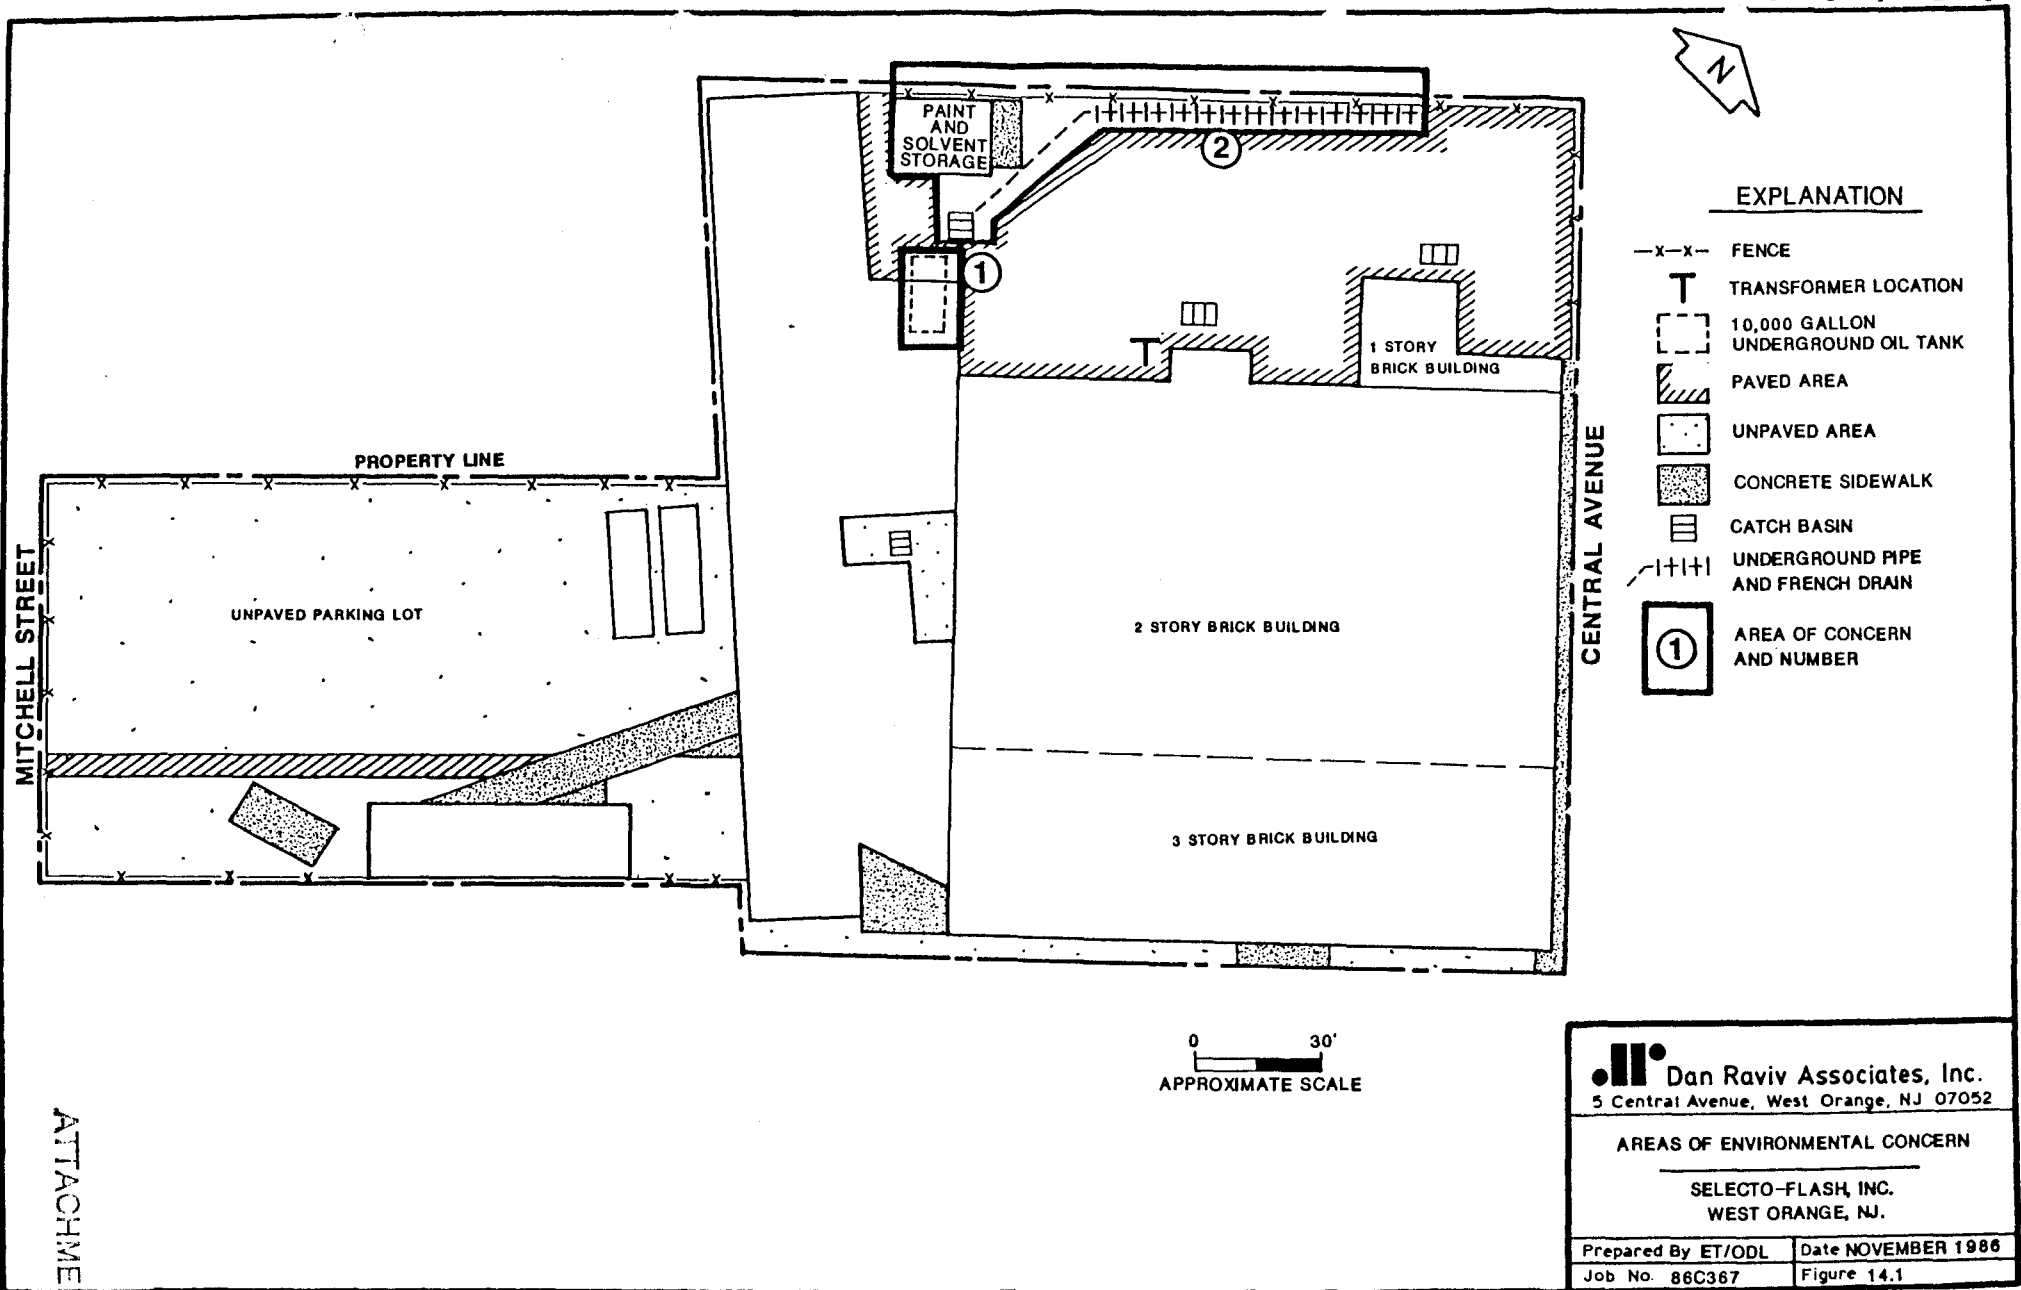 N
PAINT
AND
SOLVENT
STORAGE
2
1
EXPLANATION
—x—x— FENCE
T TRANSFORMER LOCATION
10,000 GALLON
UNDERGROUND OIL TANK
PAVED AREA
UNPAVED AREA
CONCRETE SIDEWALK
CATCH BASIN
UNDERGROUND PIPE
AND FRENCH DRAIN
1 AREA OF CONCERN
AND NUMBER
T
1 STORY
BRICK BUILDING
PROPERTY LINE
MITCHELL STREET
UNPAVED PARKING LOT
2 STORY BRICK BUILDING
CENTRAL AVENUE
3 STORY BRICK BUILDING
0 30'
APPROXIMATE SCALE
ATTACHME
Dan Raviv Associates, Inc.
5 Central Avenue, West Orange, NJ 07052
AREAS OF ENVIRONMENTAL CONCERN
SELECTO-FLASH, INC.
WEST ORANGE, NJ.
Prepared By ET/ODL Date NOVEMBER 1986
Job No. 86C367 Figure 14.1